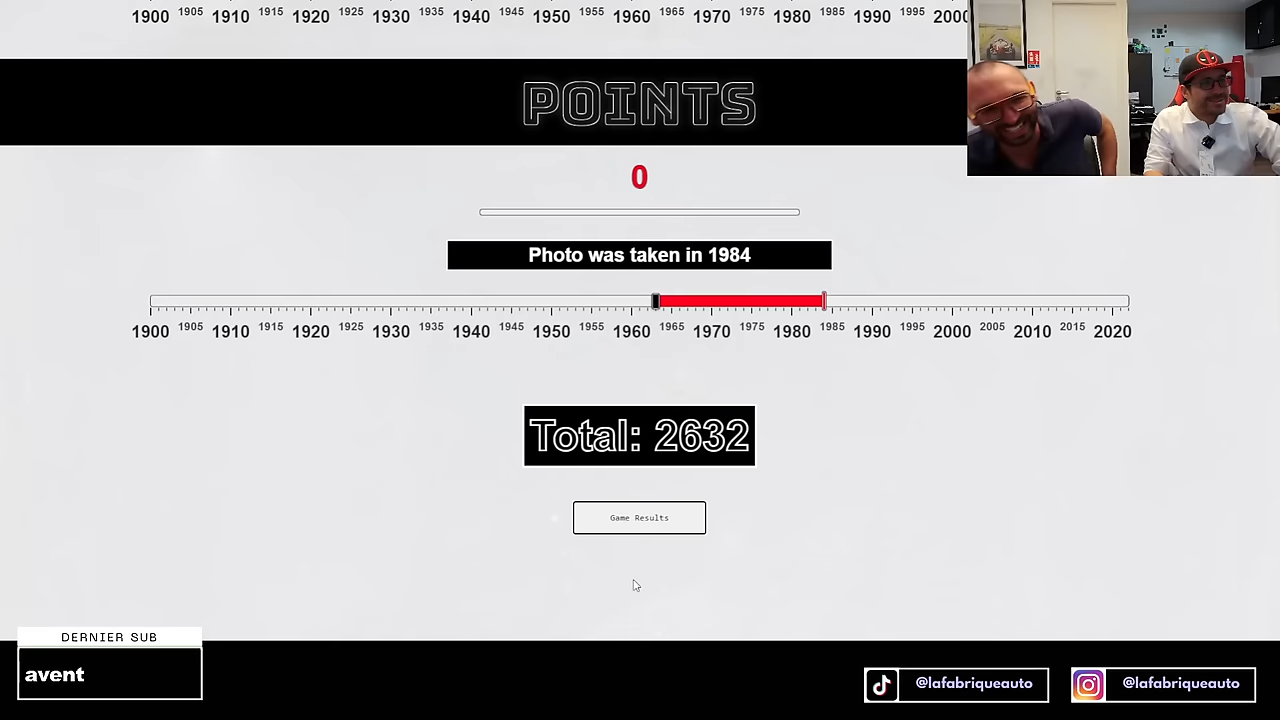 1900 1905 1910 1915 1920 1925 1930 1935 1940 1945 1950 1955 1960 1965 1970 1975 1980 1985 1990 1995 2000
POINTS
0
Photo was taken in 1984
1900 1905 1910 1915 1920 1925 1930 1935 1940 1945 1950 1955 1960 1965 1970 1975 1980 1985 1990 1995 2000 2005 2010 2015 2020
Total: 2632
Game Results
DERNIER SUB
avent
@lafabriqueauto
@lafabriqueauto